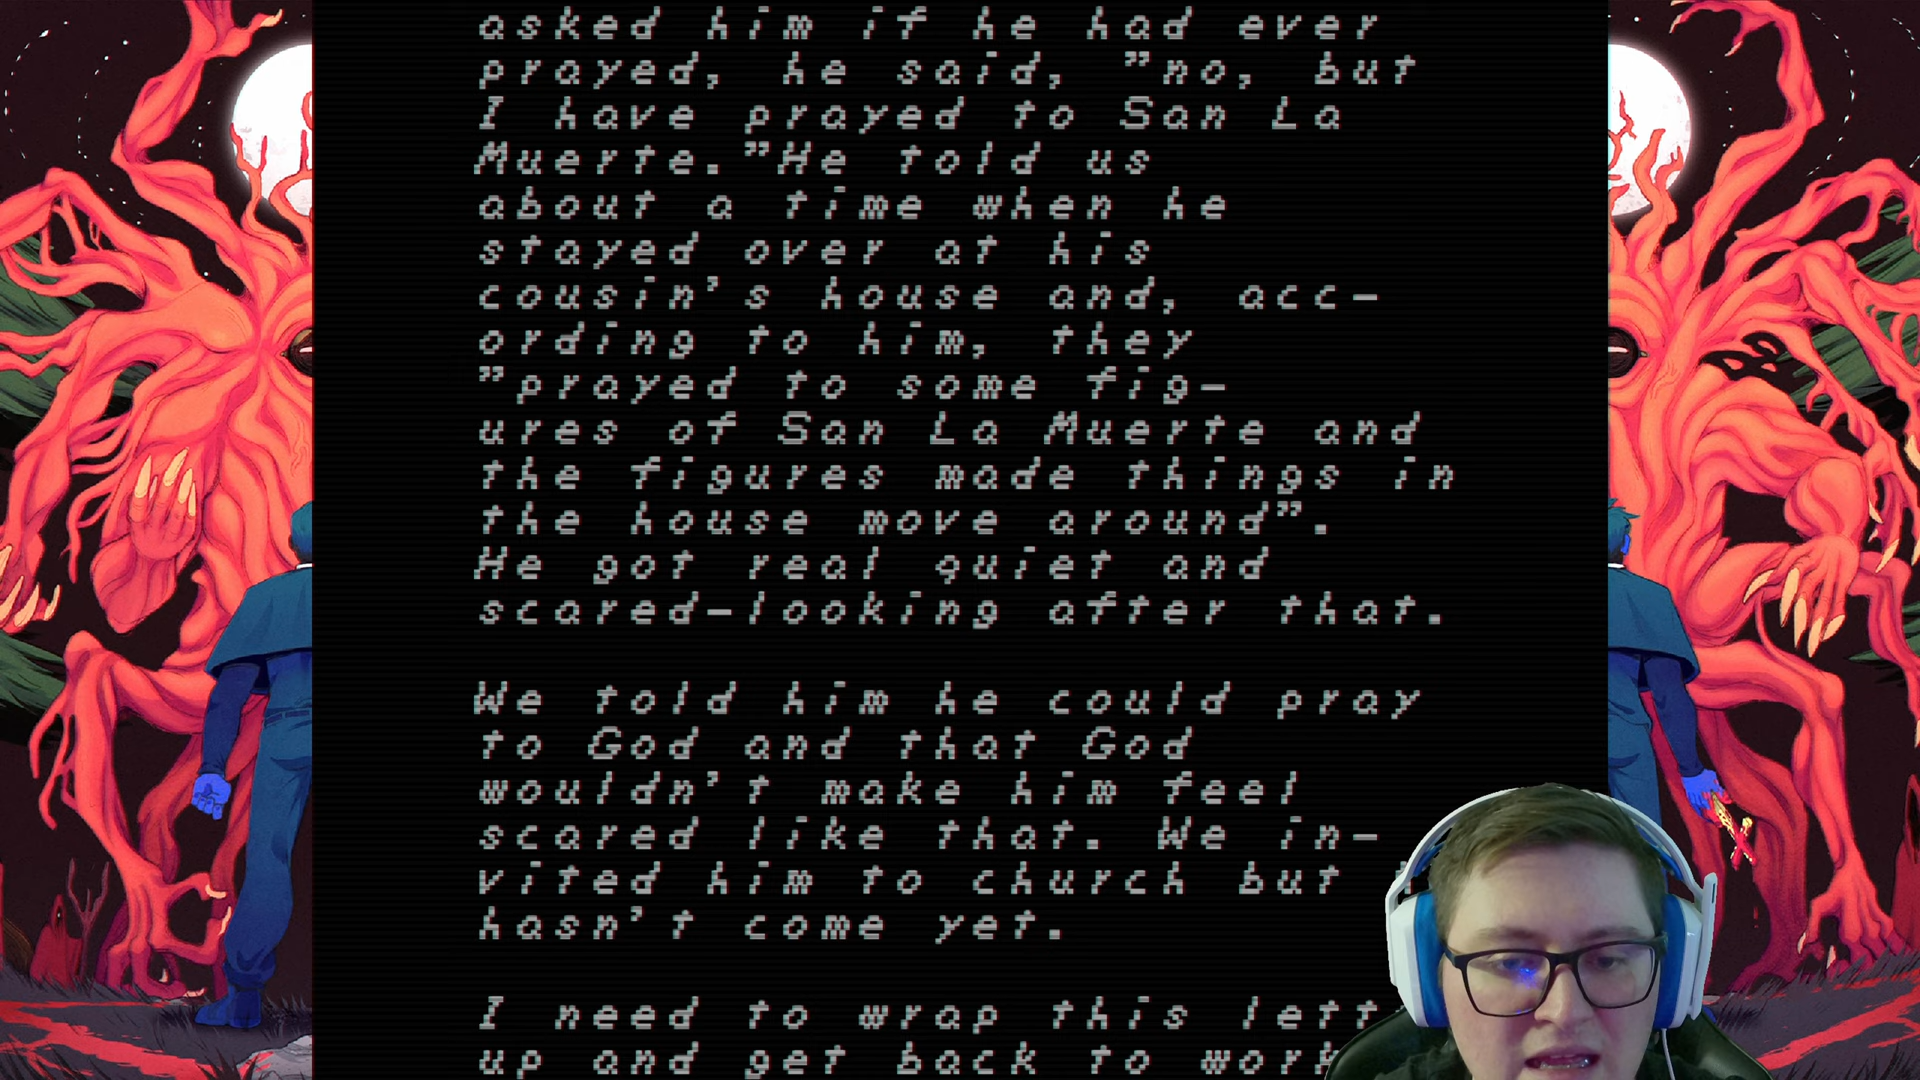 asked him if he had ever
prayed, he said, "no, but
I have prayed to San La
Muerte."He told us
about a time when he
stayed over at his
cousin's house and, acc-
ording to him, they
"prayed to some fig-
ures of San La Muerte and
the figures made things in
the house move around".
He got real quiet and
scared-looking after that.
We told him he could pray
to God and that God
wouldn't make him feel
scared like that. We in-
vited him to church but
hasn't come yet.
I need to wrap this
up and get back to work